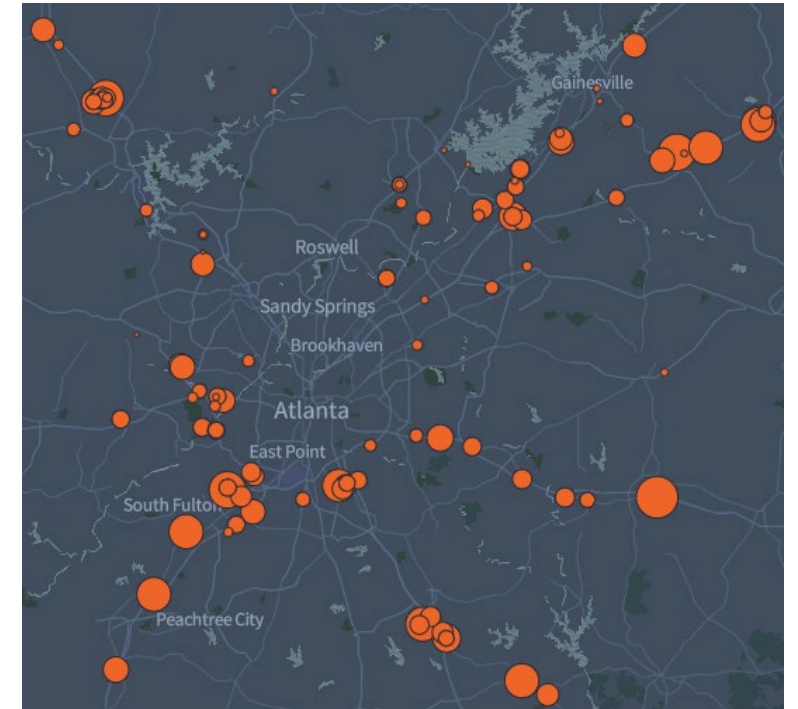 Gainesville
Roswell
Sandy Springs
Brookhaven
Atlanta
East Point
South Fulton
Peachtree City